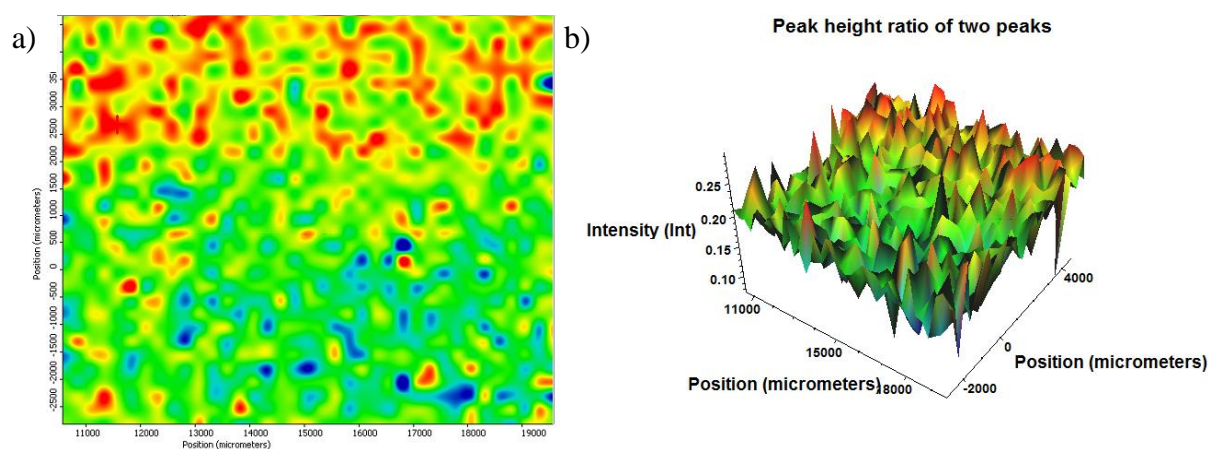 a)
Position (micrometers)
350
3000
2500
2000
1500
1000
500
0
-500
-1000
-1500
-2000
-2500
11000 12000 13000 14000 15000 16000 17000 18000 19000
Position (micrometers)
b)
Peak height ratio of two peaks
Intensity (Int)
0.25
0.20
0.15
0.10
11000
15000
18000
Position (micrometers)
-2000
0
4000
Position (micrometers)